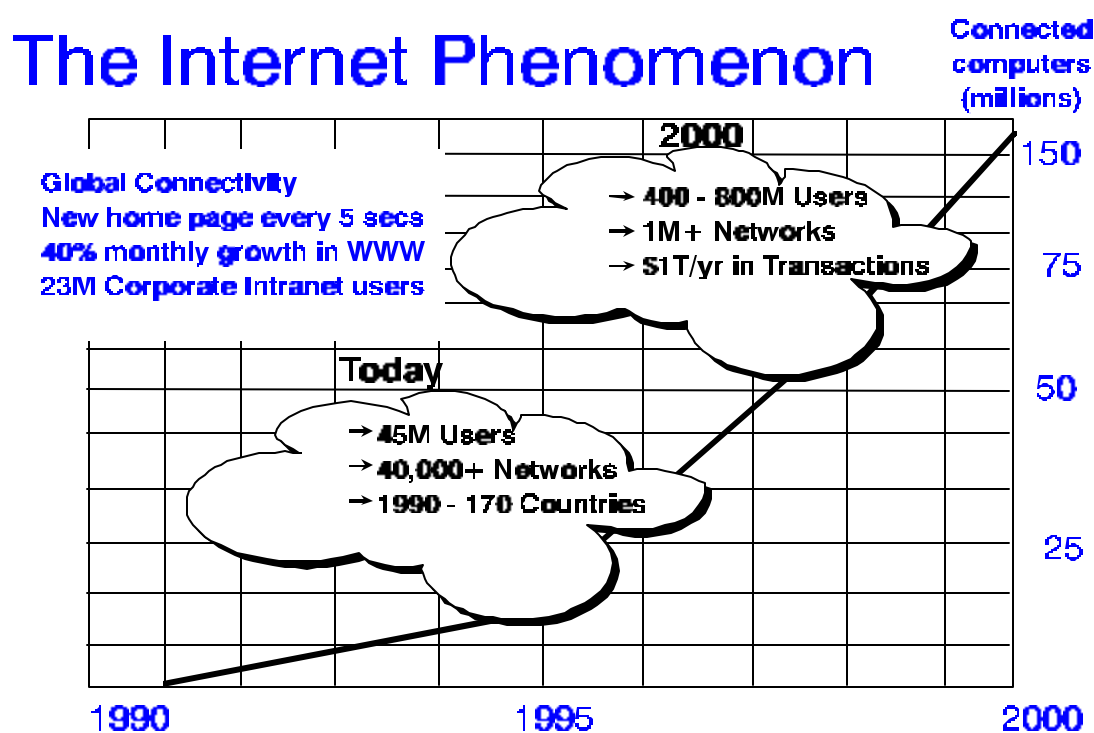 The Internet Phenomenon
Connected
computers
(millions)
2000
150
Global Connectivity
New home page every 5 secs
40% monthly growth in WWW
23M Corporate Intranet users
→ 400 - 800M Users
→ 1M+ Networks
→ $1T/yr in Transactions
75
Today
50
→ 45M Users
→ 40,000+ Networks
→ 1990 - 170 Countries
25
1990 1995 2000